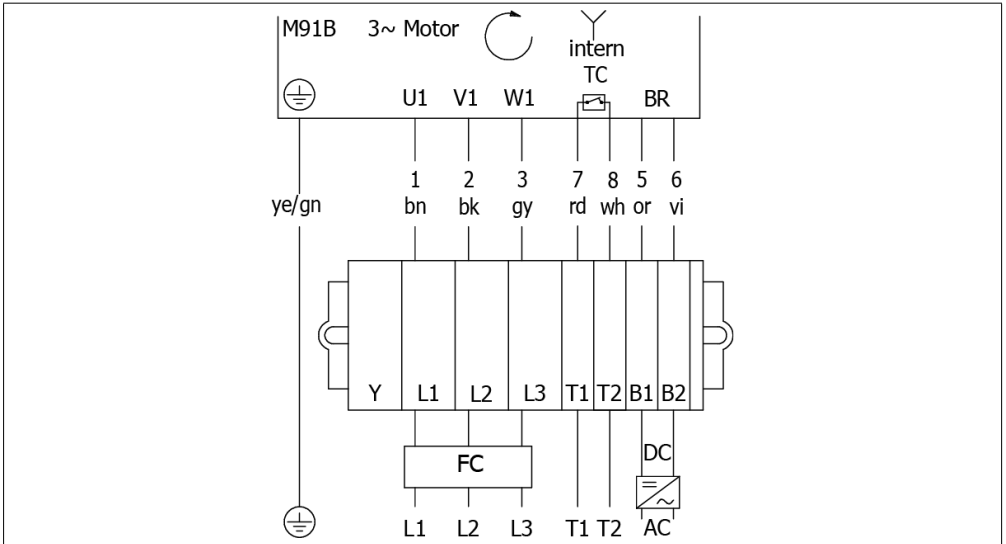 M91B 3~ Motor
intern
TC
U1 V1 W1 BR
1 2 3 7 8 5 6
ye/gn bn bk gy rd wh or vi
Y L1 L2 L3 T1 T2 B1 B2
FC DC
L1 L2 L3 T1 T2 AC